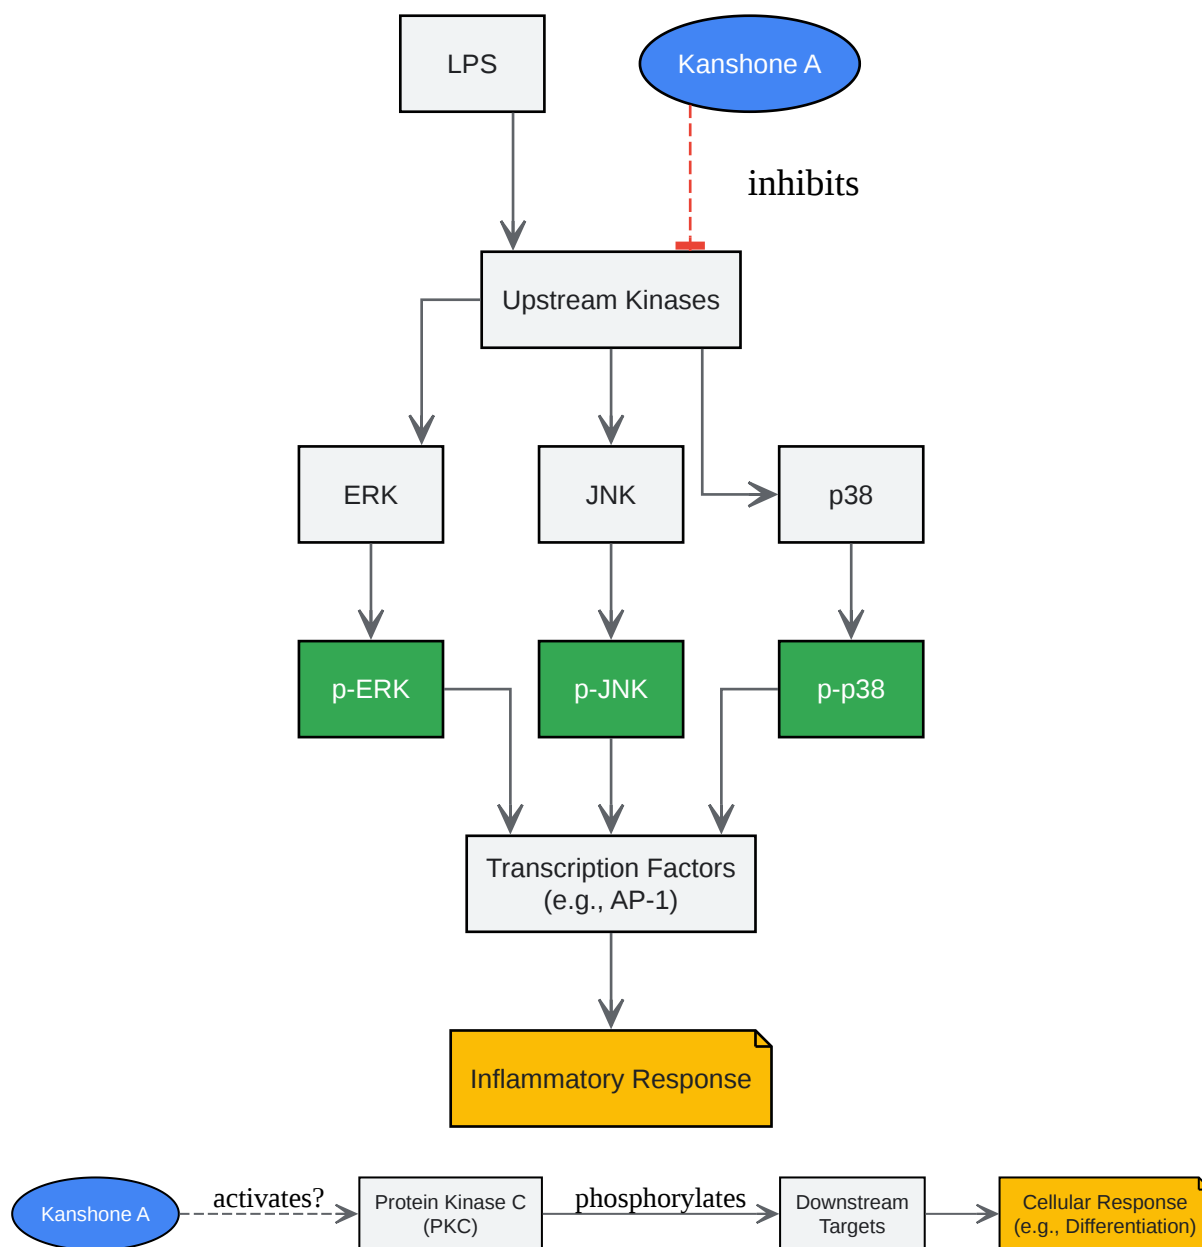 LPS
Kanshone A
inhibits
Upstream Kinases
ERK
JNK
p38
p-ERK
p-JNK
p-p38
Transcription Factors
(e.g., AP-1)
Inflammatory Response
Kanshone A
activates?
Protein Kinase C
(PKC)
phosphorylates
Downstream
Targets
Cellular Response
(e.g., Differentiation)